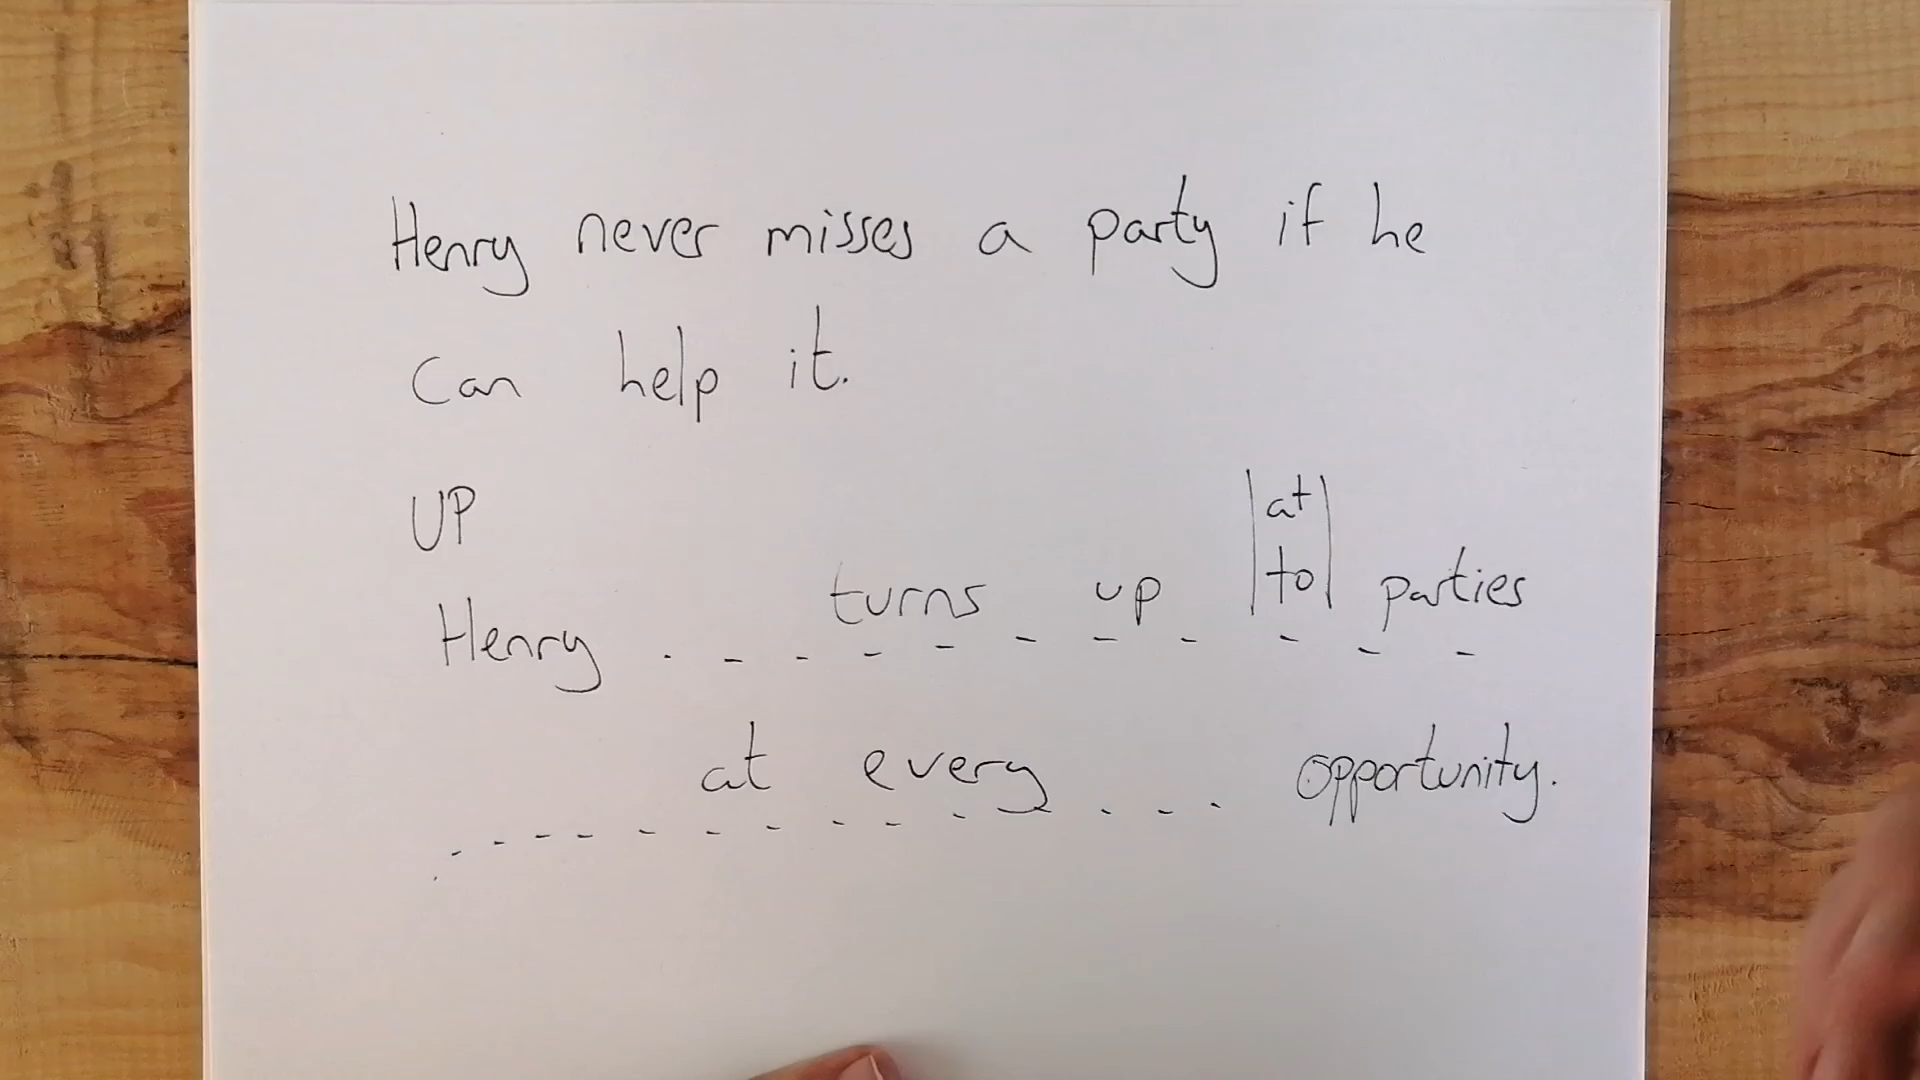 Henry never misses a party if he
can help it.
UP
at
Henry turns up to parties
at every opportunity.